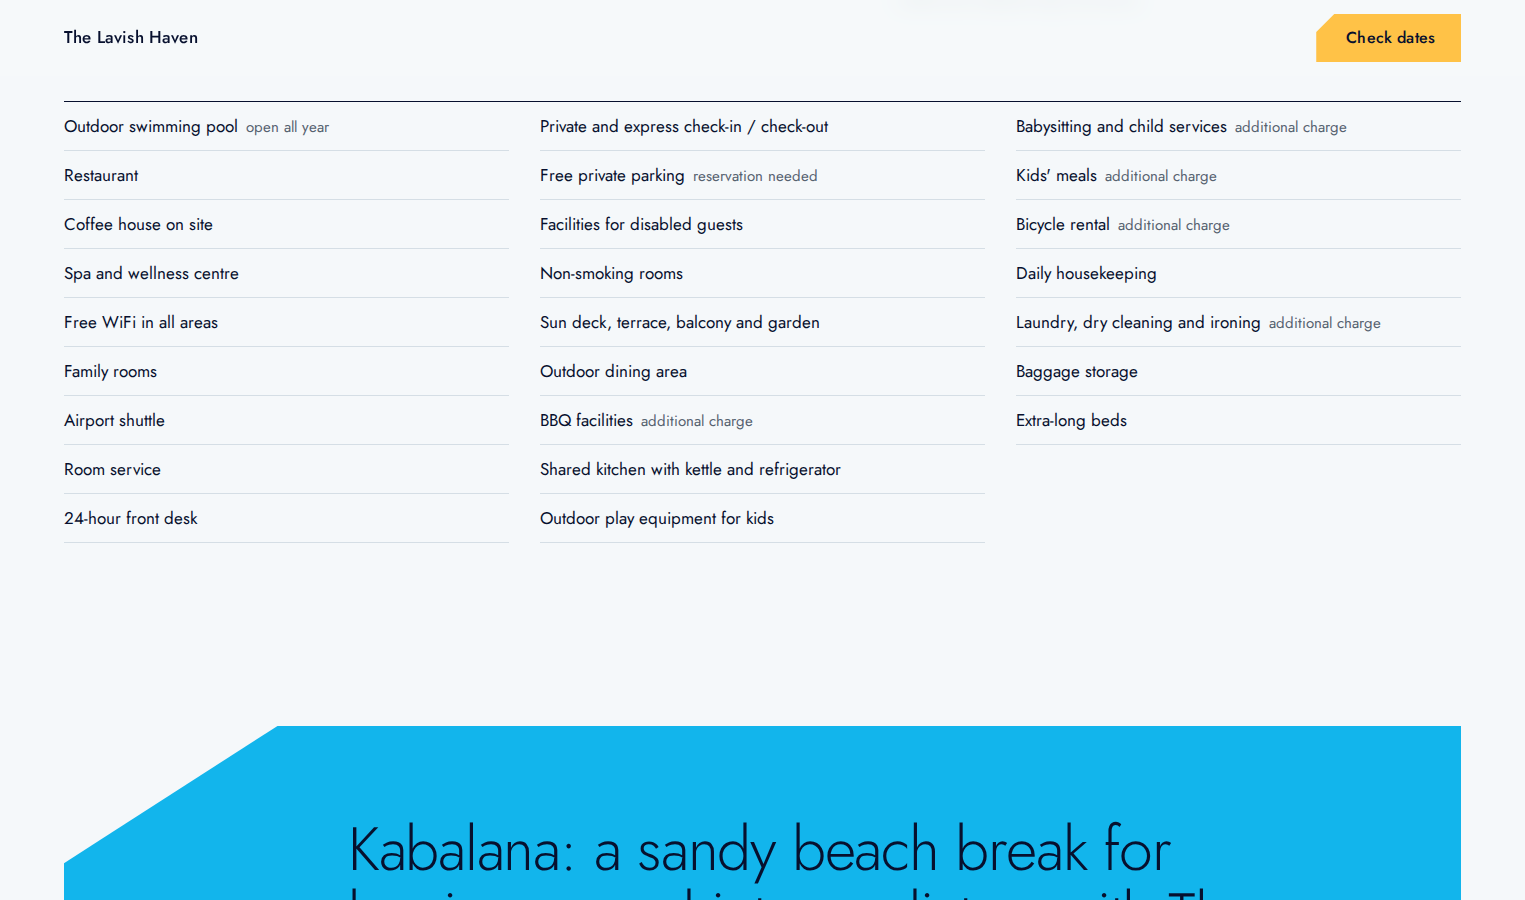 The Lavish Haven
Check dates
Outdoor swimming pool open all year
Restaurant
Coffee house on site
Spa and wellness centre
Free WiFi in all areas
Family rooms
Airport shuttle
Room service
24-hour front desk
Private and express check-in / check-out
Free private parking reservation needed
Facilities for disabled guests
Non-smoking rooms
Sun deck, terrace, balcony and garden
Outdoor dining area
BBQ facilities additional charge
Shared kitchen with kettle and refrigerator
Outdoor play equipment for kids
Babysitting and child services additional charge
Kids' meals additional charge
Bicycle rental additional charge
Daily housekeeping
Laundry, dry cleaning and ironing additional charge
Baggage storage
Extra-long beds
Kabalana: a sandy beach break for